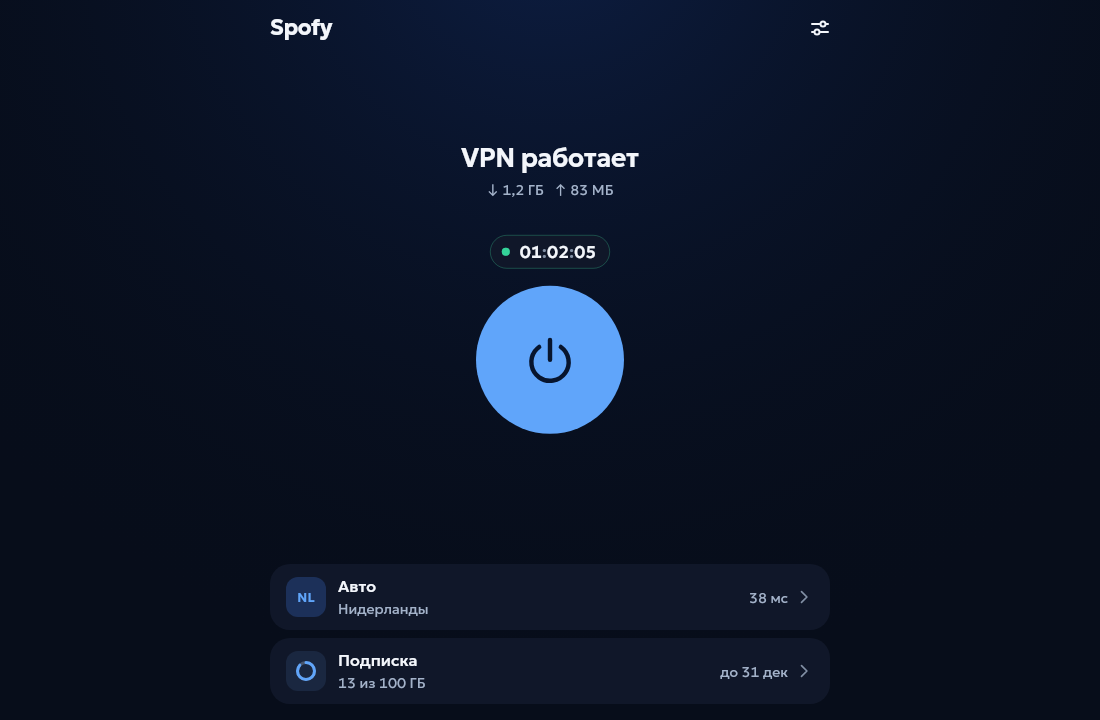 Spofy
VPN работает
↓ 1,2 ГБ ↑ 83 МБ
01:02:05
NL
Авто
Нидерланды
38 мс
Подписка
13 из 100 ГБ
до 31 дек